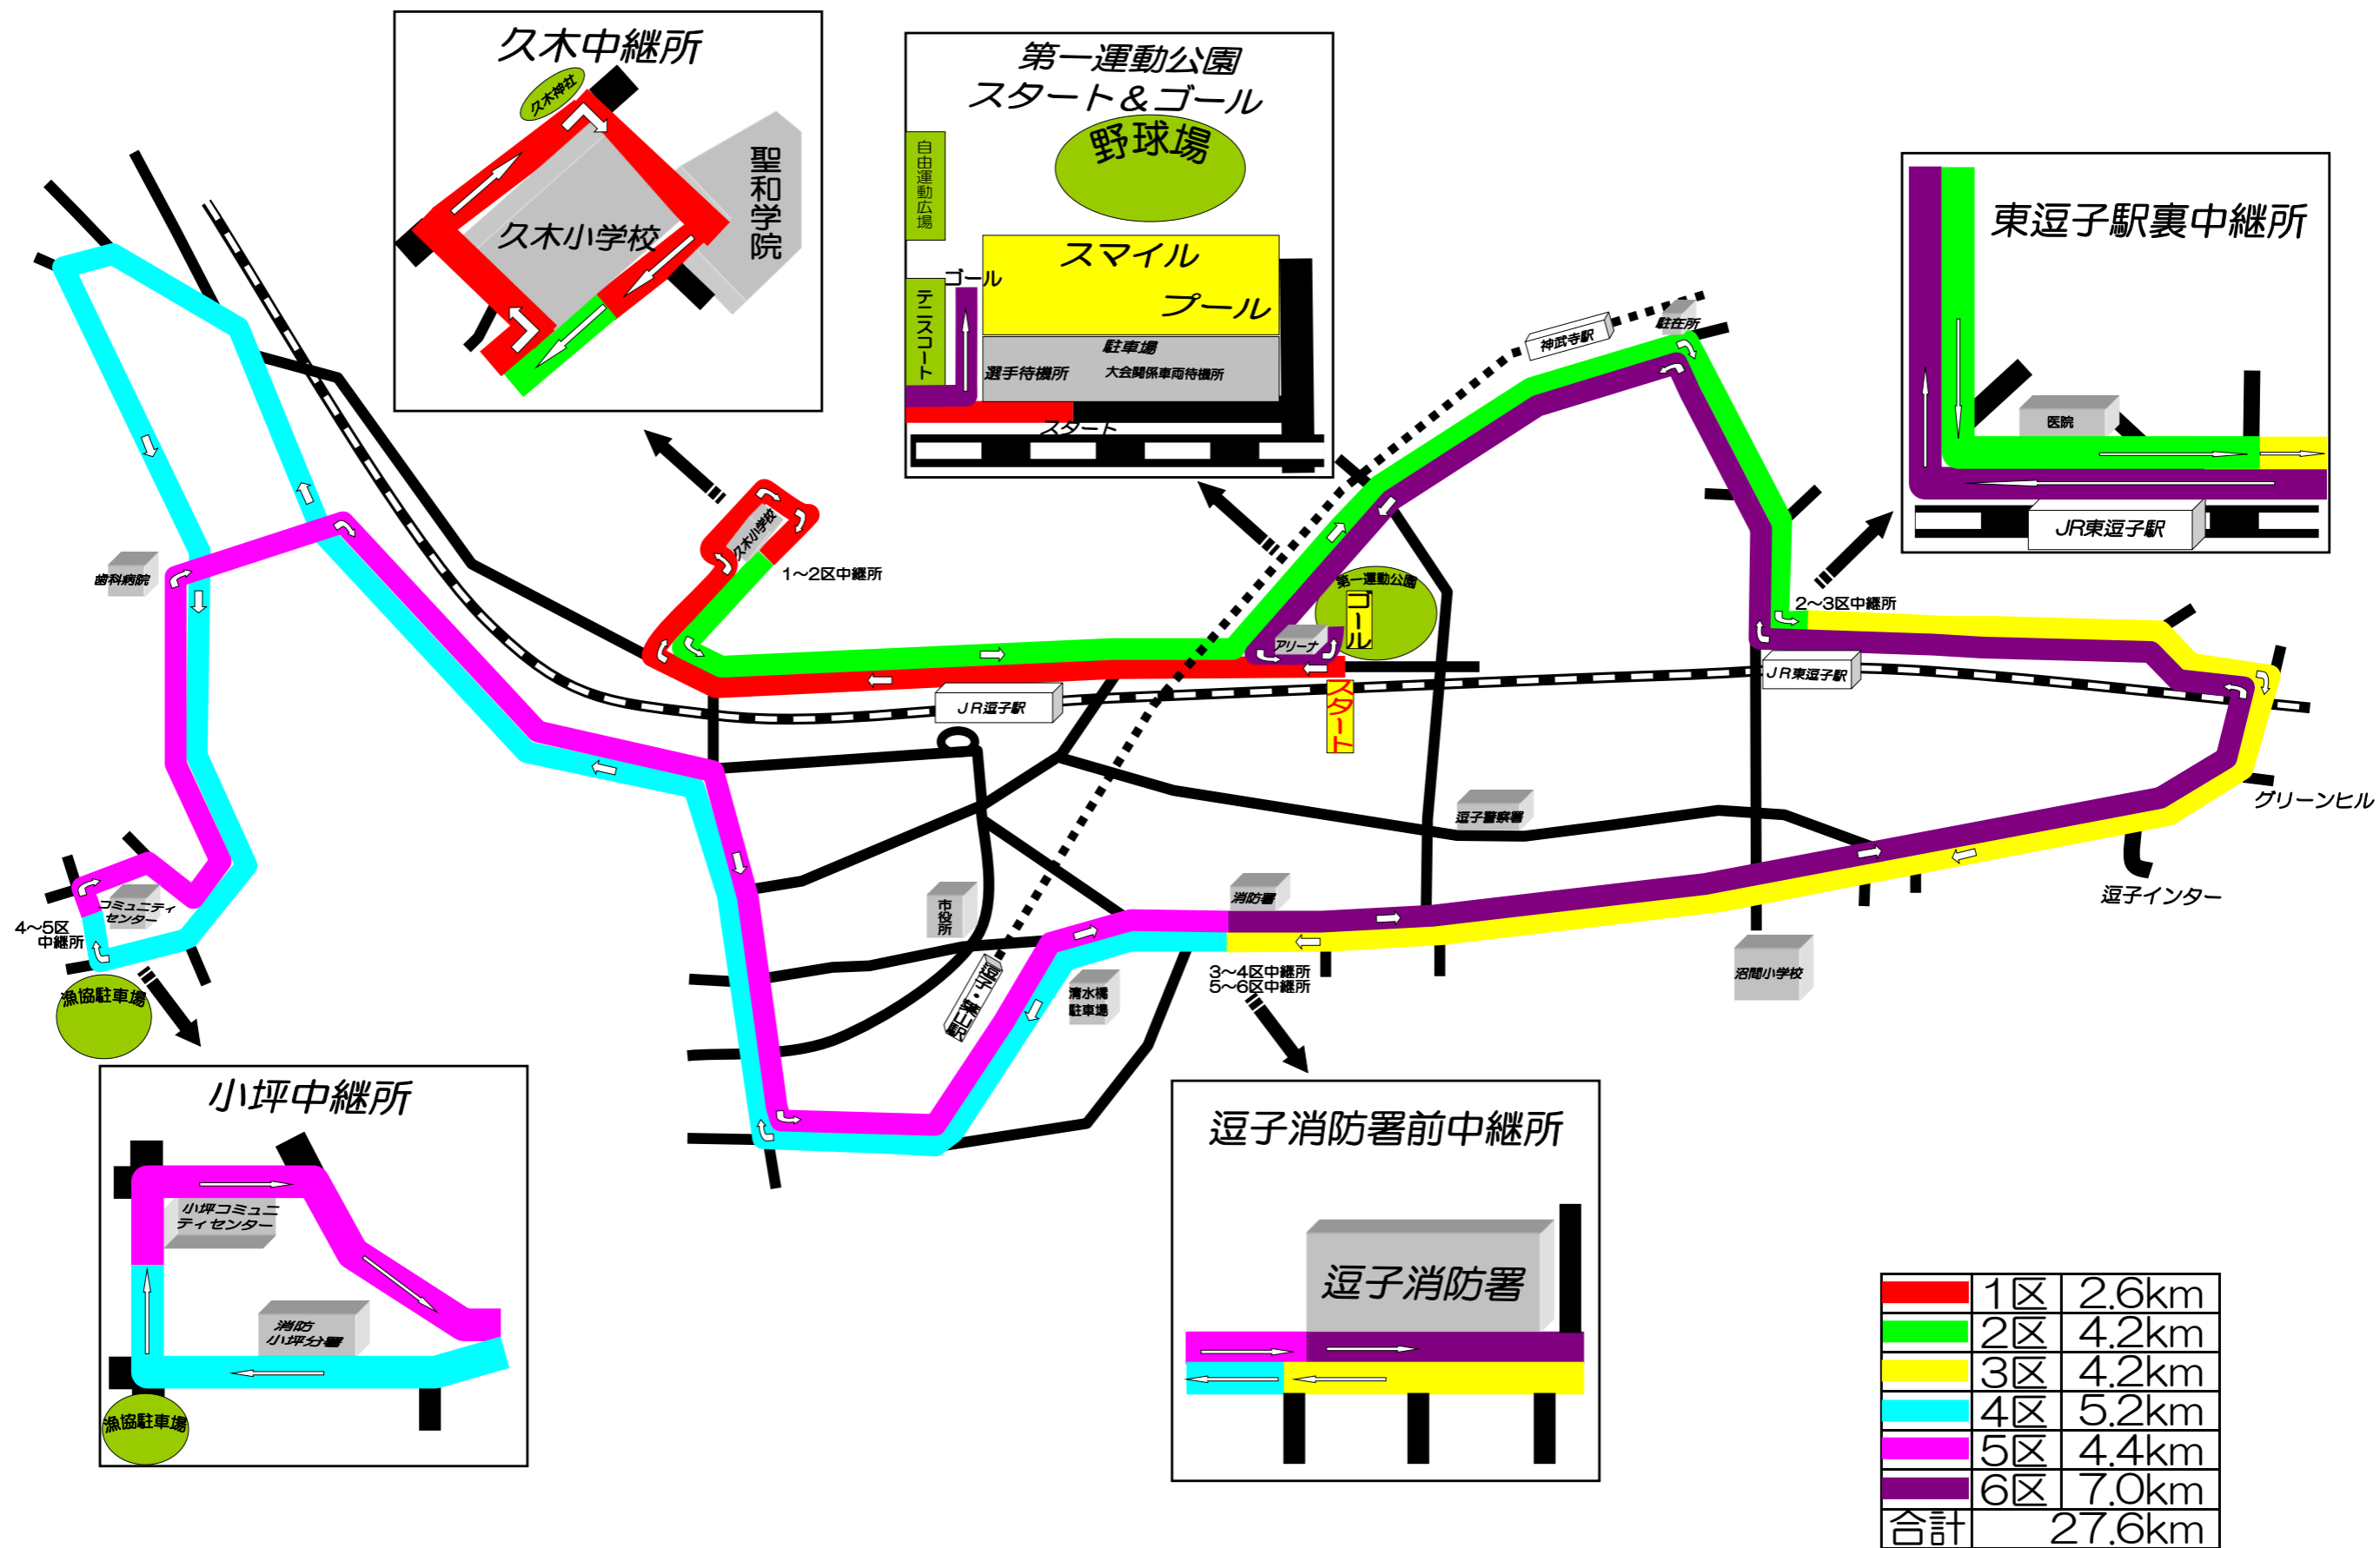 久木中継所
久木神社
久木小学校
聖和学院
第一運動公園
スタート&ゴール
野球場
自由運動広場
テニスコート
ゴール
スマイル
プール
駐車場
選手待機所
大会関係車両待機所
スタート
東逗子駅裏中継所
医院
JR東逗子駅
神武寺駅
駐在所
久木小学校
1～2区中継所
歯科病院
第一運動公園
ゴール
アリーナ
スタート
2～3区中継所
JR東逗子駅
JR逗子駅
グリーンヒル
逗子警察署
逗子インター
消防署
市役所
コミュニティ
センター
4～5区
中継所
漁協駐車場
清水橋
駐車場
3～4区中継所
5～6区中継所
沼間小学校
小坪中継所
小坪コミュニ
ティセンター
消防
小坪分署
漁協駐車場
逗子消防署前中継所
逗子消防署
1区 2.6km
2区 4.2km
3区 4.2km
4区 5.2km
5区 4.4km
6区 7.0km
合計 27.6km